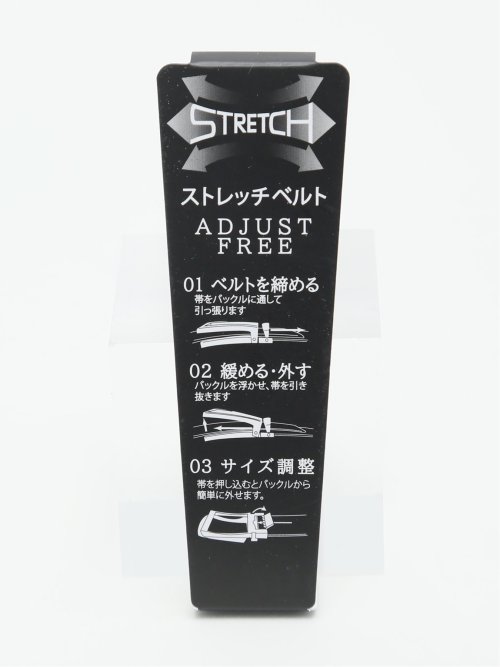 STRETCH
ストレッチベルト
ADJUST
FREE
01 ベルトを締める
帯をバックルに通して
引っ張ります
02 緩める・外す
バックルを浮かせ、帯を引き
抜きます
03 サイズ調整
帯を押し込むとバックルから
簡単に外せます。